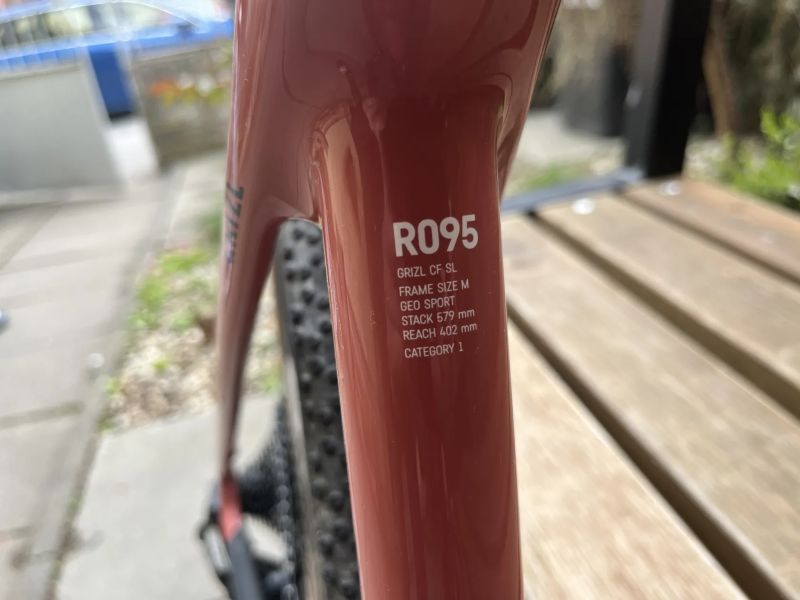 R095
GRIZL CF SL
FRAME SIZE M
GEO SPORT
STACK 579 mm
REACH 402 mm
CATEGORY 1